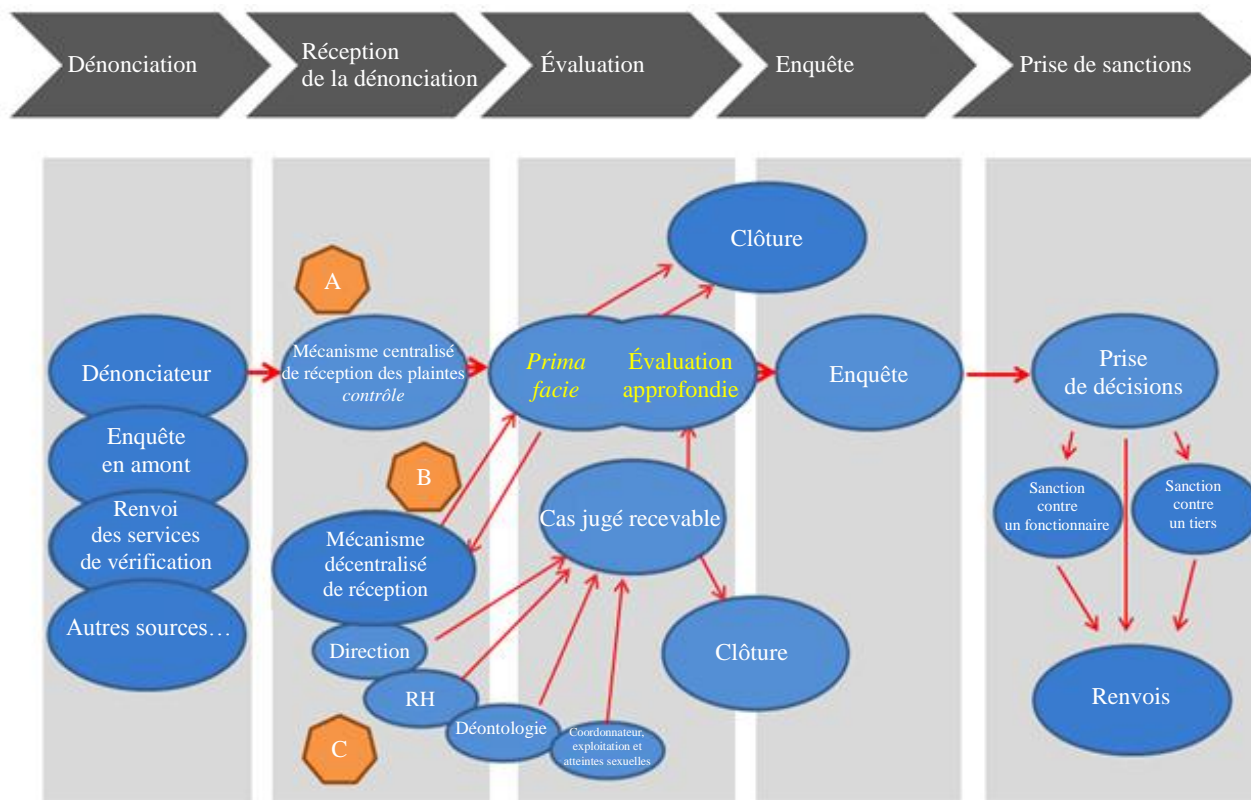 Dénonciation
Réception
de la dénonciation
Évaluation
Enquête
Prise de sanctions
Dénonciateur
Enquête
en amont
Renvoi
des services
de vérification
Autres sources…
A
Mécanisme centralisé
de réception des plaintes
contrôle
B
Mécanisme
décentralisé
de réception
Direction
RH
Déontologie
Coordonnateur,
exploitation et
atteintes sexuelles
C
Clôture
Prima
facie
Évaluation
approfondie
Cas jugé recevable
Clôture
Enquête
Prise
de décisions
Sanction
contre
un fonctionnaire
Sanction
contre
un tiers
Renvois